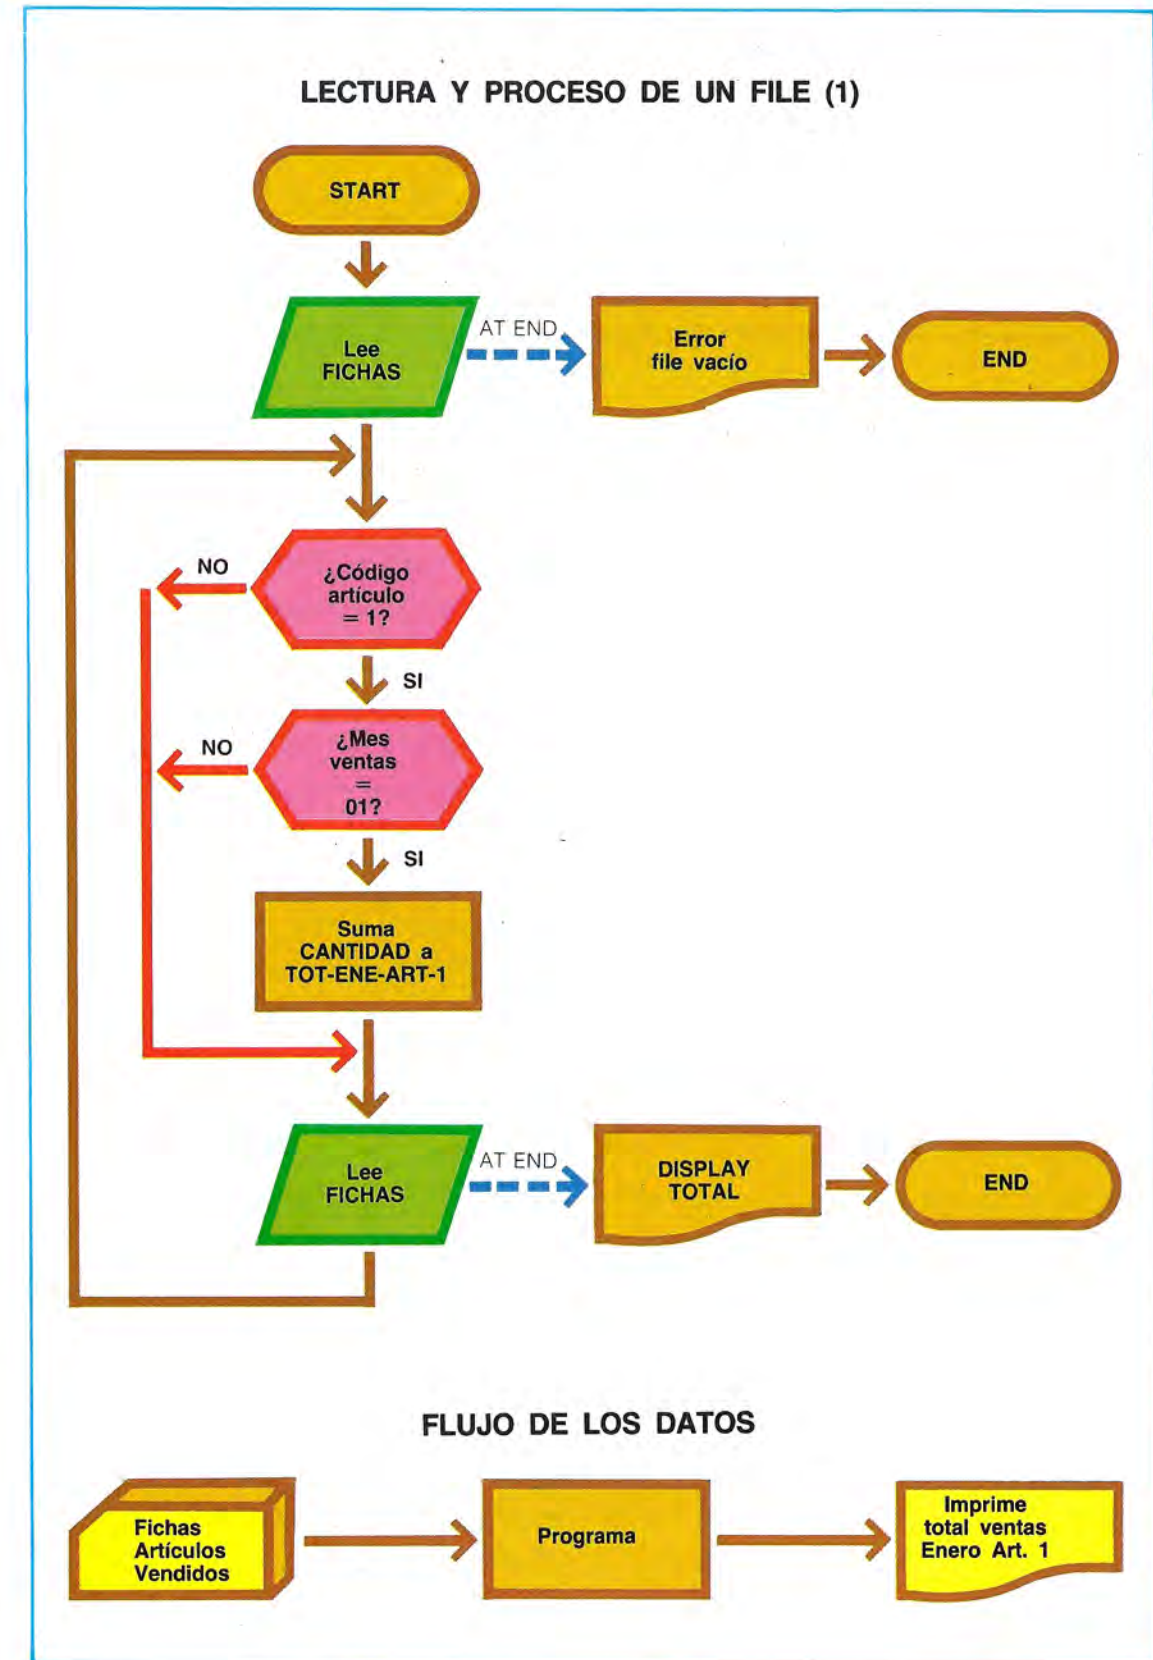 LECTURA Y PROCESO DE UN FILE (1)
START
Lee
FICHAS
AT END
Error
file vacío
END
¿Código
artículo
= 1?
NO
SI
¿Mes
ventas
=
01?
NO
SI
Suma
CANTIDAD a
TOT-ENE-ART-1
Lee
FICHAS
AT END
DISPLAY
TOTAL
END
FLUJO DE LOS DATOS
Fichas
Artículos
Vendidos
Programa
Imprime
total ventas
Enero Art. 1